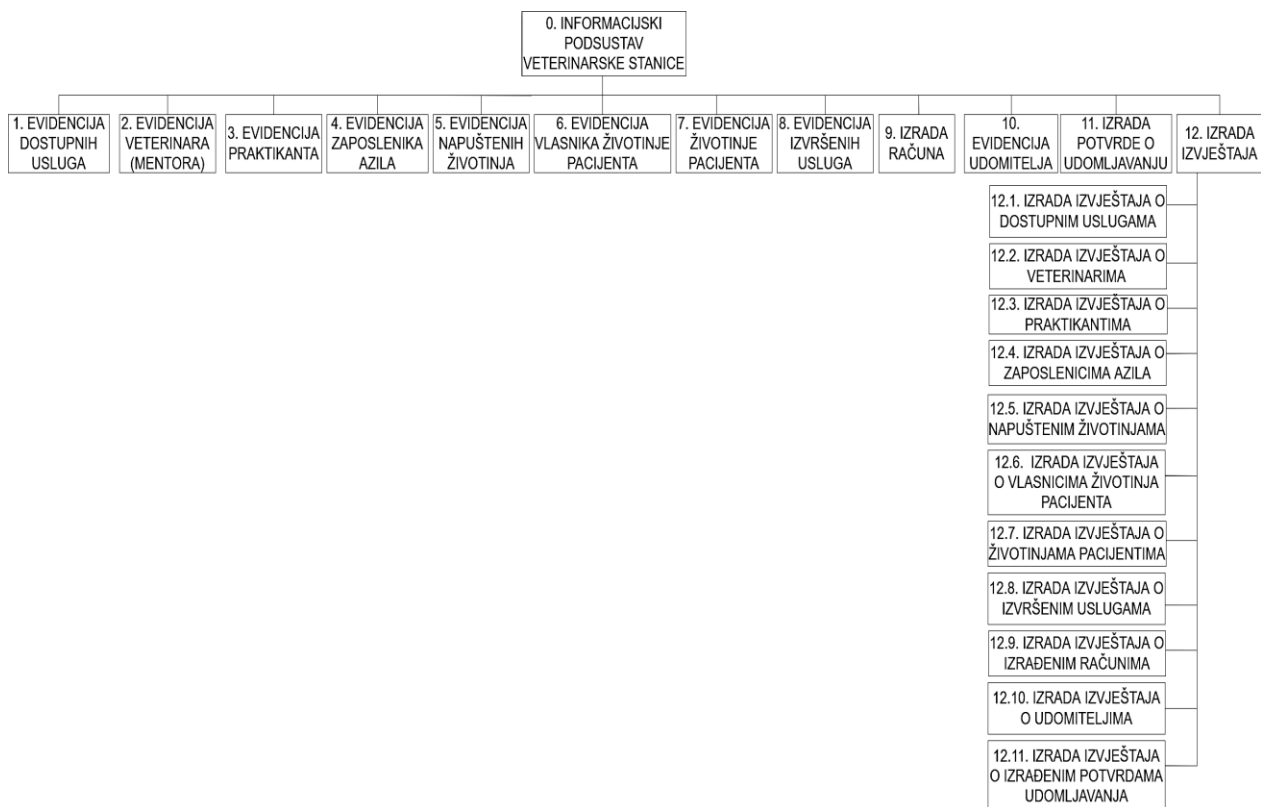 0. INFORMACIJSKI
PODSUSTAV
VETERINARSKE STANICE
1. EVIDENCIJA
DOSTUPNIH
USLUGA
2. EVIDENCIJA
VETERINARA
(MENTORA)
3. EVIDENCIJA
PRAKTIKANTA
4. EVIDENCIJA
ZAPOSLENIKA
AZILA
5. EVIDENCIJA
NAPUŠTENIH
ŽIVOTINJA
6. EVIDENCIJA
VLASNIKA ŽIVOTINJE
PACIJENTA
7. EVIDENCIJA
ŽIVOTINJE
PACIJENTA
8. EVIDENCIJA
IZVRŠENIH
USLUGA
9. IZRADA
RAČUNA
10.
EVIDENCIJA
UDOMITELJA
11. IZRADA
POTVRDE O
UDOMLJAVANJU
12. IZRADA
IZVJEŠTAJA
12.1. IZRADA IZVJEŠTAJA O
DOSTUPNIM USLUGAMA
12.2. IZRADA IZVJEŠTAJA O
VETERINARIMA
12.3. IZRADA IZVJEŠTAJA O
PRAKTIKANTIMA
12.4. IZRADA IZVJEŠTAJA O
ZAPOSLENICIMA AZILA
12.5. IZRADA IZVJEŠTAJA O
NAPUŠTENIM ŽIVOTINJAMA
12.6. IZRADA IZVJEŠTAJA
O VLASNICIMA ŽIVOTINJA
PACIJENTA
12.7. IZRADA IZVJEŠTAJA O
ŽIVOTINJAMA PACIJENTIMA
12.8. IZRADA IZVJEŠTAJA O
IZVRŠENIM USLUGAMA
12.9. IZRADA IZVJEŠTAJA O
IZRAĐENIM RAČUNIMA
12.10. IZRADA IZVJEŠTAJA
O UDOMITELJIMA
12.11. IZRADA IZVJEŠTAJA
O IZRAĐENIM POTVRDAMA
UDOMLJAVANJA